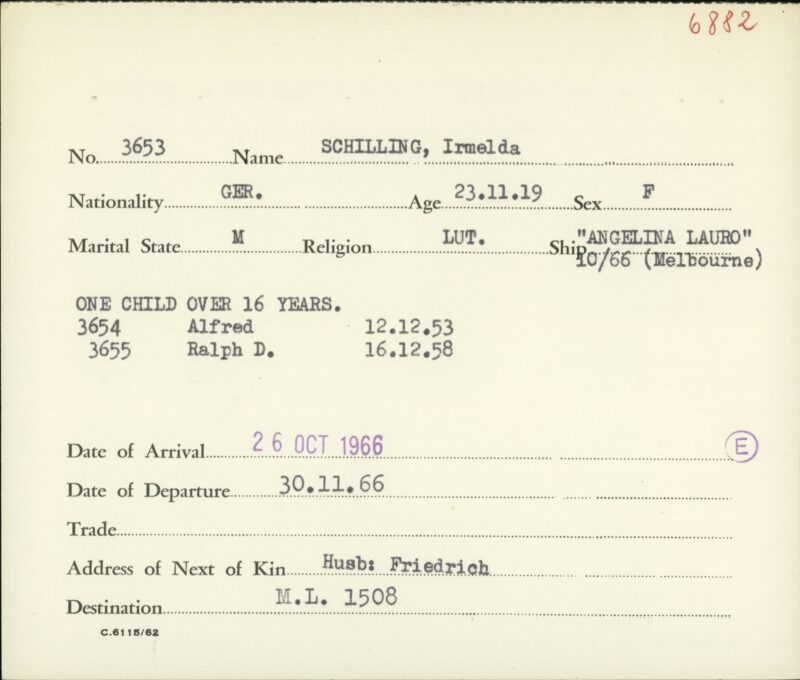 6882
No. 3653 Name SCHILLING, Irmelda
Nationality GER. Age 23.11.19 Sex F
Marital State M Religion LUT. Ship "ANGELINA LAURO"
10/66 (Melbourne)
ONE CHILD OVER 16 YEARS.
3654 Alfred 12.12.53
3655 Ralph D. 16.12.58
Date of Arrival 26 OCT 1966 E
Date of Departure 30.11.66
Trade
Address of Next of Kin Husb: Friedrich
Destination M.L. 1508
C.6115/62